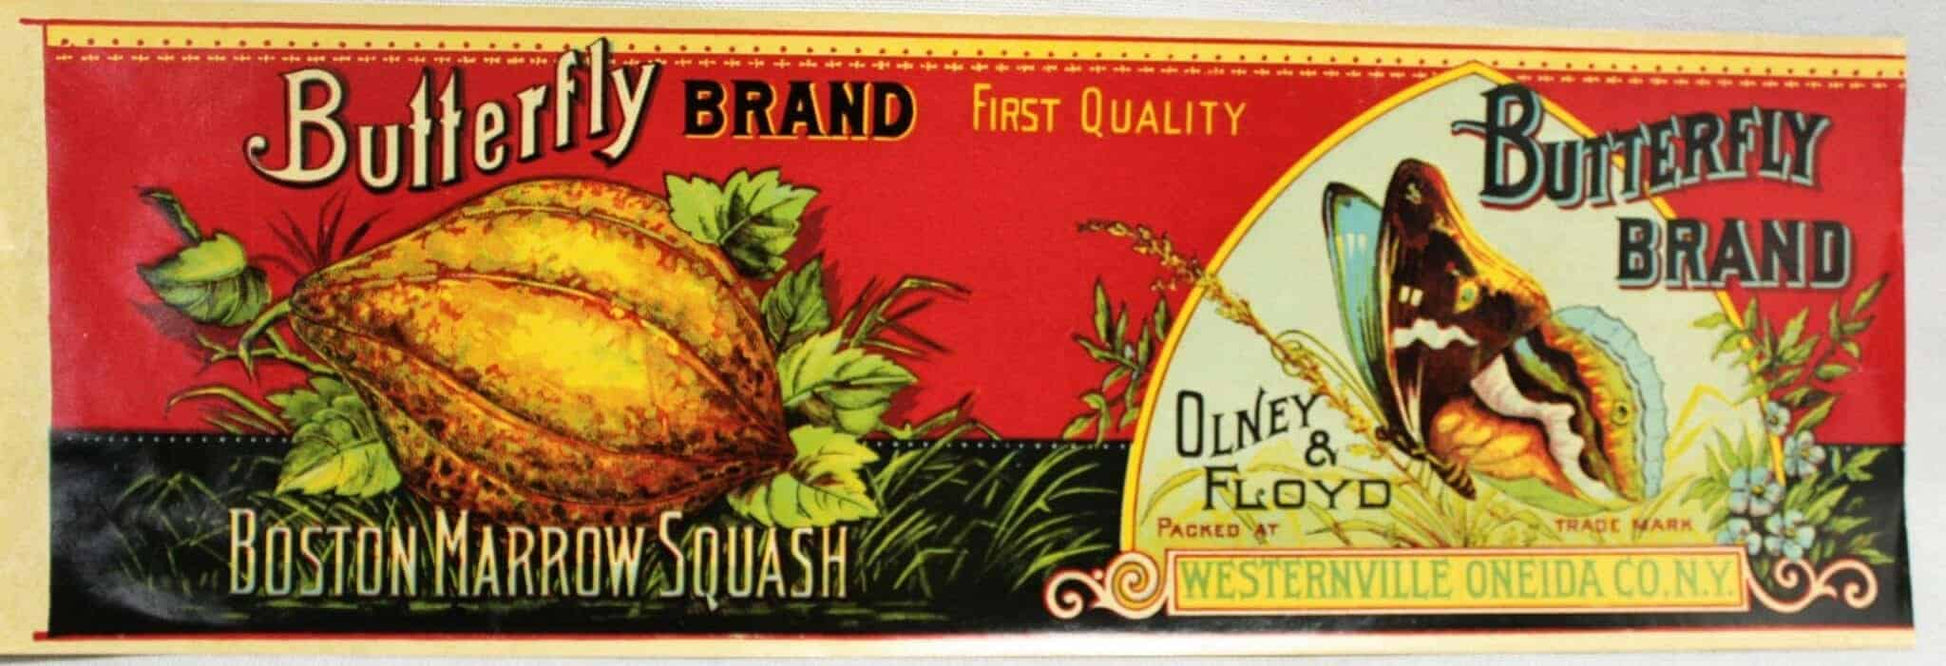 Butterfly BRAND FIRST QUALITY
BOSTON MARROW SQUASH
BUTTERFLY
BRAND
OLNEY
&
FLOYD
PACKED AT TRADE MARK
WESTERNVILLE ONEIDA CO. N.Y.